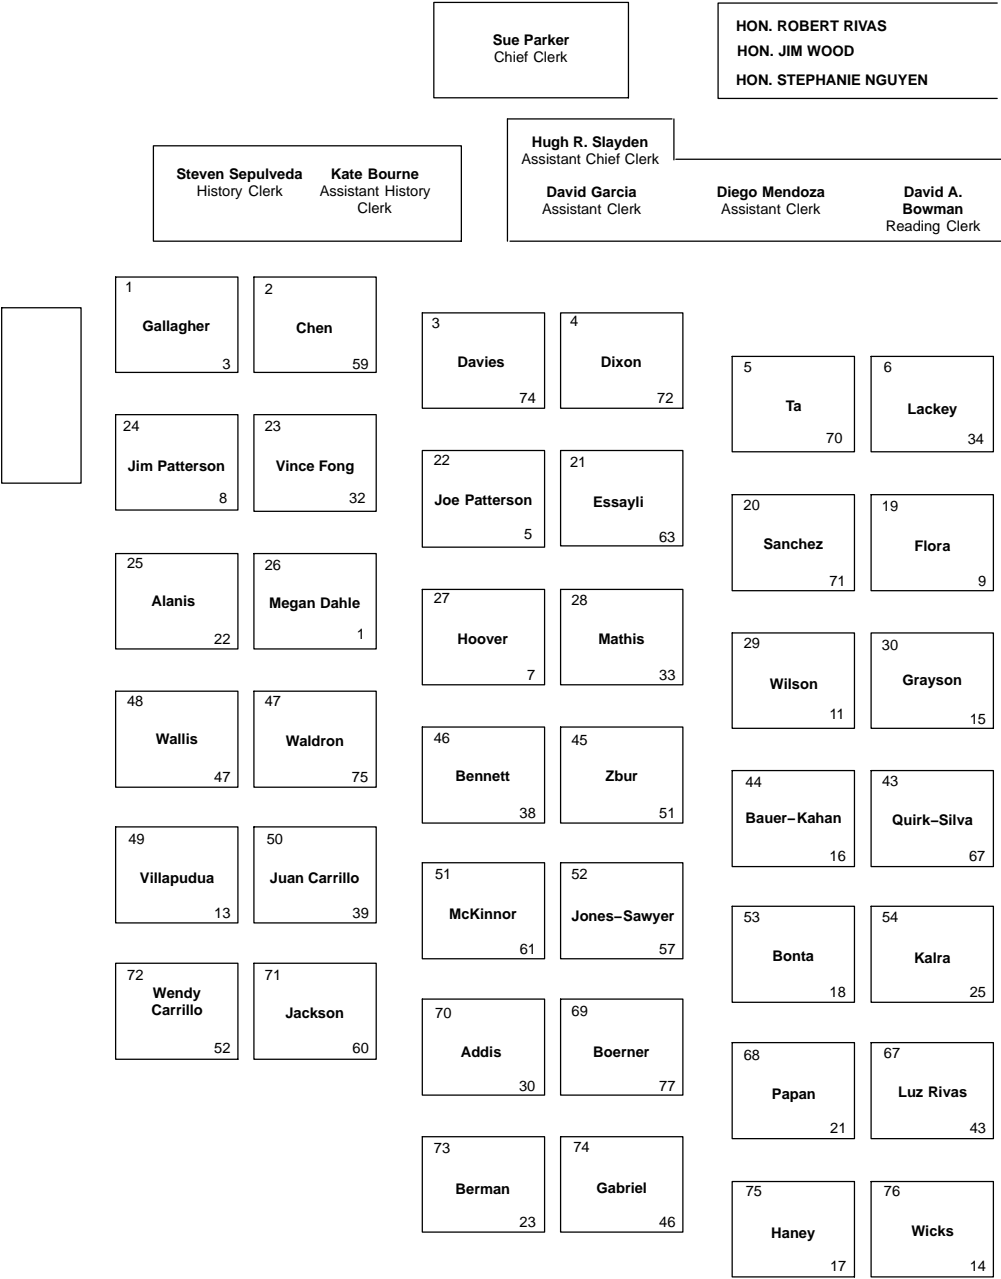 Sue Parker
Chief Clerk
HON. ROBERT RIVAS
HON. JIM WOOD
HON. STEPHANIE NGUYEN
Hugh R. Slayden
Assistant Chief Clerk
Steven Sepulveda
History Clerk
Kate Bourne
Assistant History
Clerk
David Garcia
Assistant Clerk
Diego Mendoza
Assistant Clerk
David A.
Bowman
Reading Clerk
1
Gallagher
3
2
Chen
59
3
Davies
74
4
Dixon
72
5
Ta
70
6
Lackey
34
24
Jim Patterson
8
23
Vince Fong
32
22
Joe Patterson
5
21
Essayli
63
20
Sanchez
71
19
Flora
9
25
Alanis
22
26
Megan Dahle
1
27
Hoover
7
28
Mathis
33
29
Wilson
11
30
Grayson
15
48
Wallis
47
47
Waldron
75
46
Bennett
38
45
Zbur
51
44
Bauer−Kahan
16
43
Quirk−Silva
67
49
Villapudua
13
50
Juan Carrillo
39
51
McKinnor
61
52
Jones−Sawyer
57
53
Bonta
18
54
Kalra
25
72
Wendy
Carrillo
52
71
Jackson
60
70
Addis
30
69
Boerner
77
68
Papan
21
67
Luz Rivas
43
73
Berman
23
74
Gabriel
46
75
Haney
17
76
Wicks
14